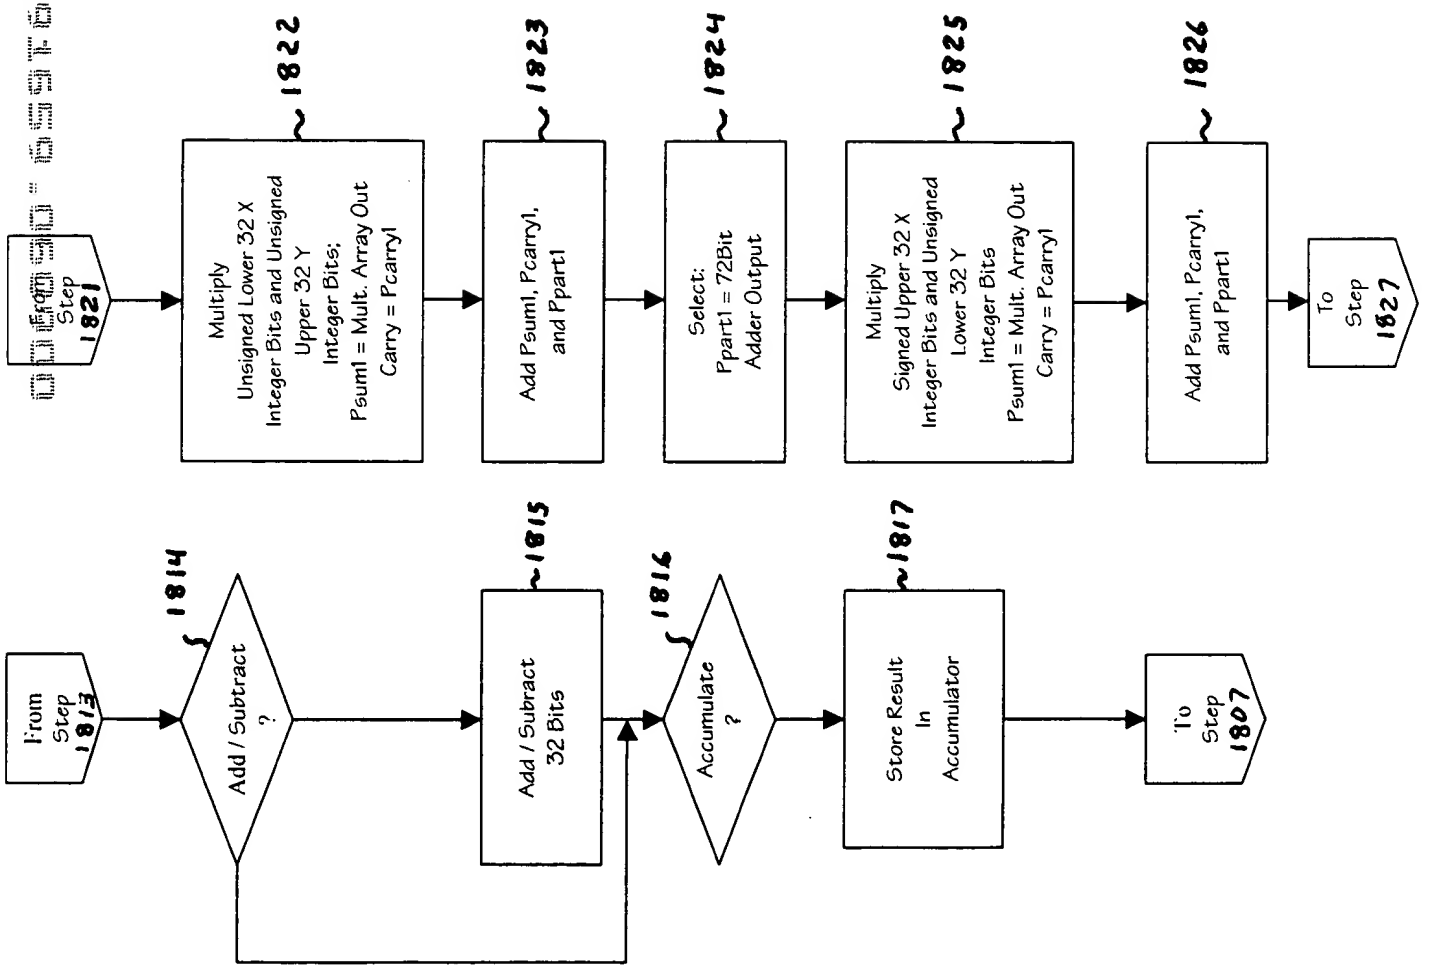 From
Step
1813
Add / Subtract
?
1814
Add / Subtract
32 Bits
1815
Accumulate
?
1816
Store Result
In
Accumulator
1817
To
Step
1807
From
Step
1821
Multiply
Unsigned Lower 32 X
Integer Bits and Unsigned
Upper 32 Y
Integer Bits;
Psum1 = Mult. Array Out
Carry = Pcarry1
1822
Add Psum1, Pcarry1,
and Ppart1
1823
Select:
Ppart1 = 72Bit
Adder Output
1824
Multiply
Signed Upper 32 X
Integer Bits and Unsigned
Lower 32 Y
Integer Bits
Psum1 = Mult. Array Out
Carry = Pcarry1
1825
Add Psum1, Pcarry1,
and Ppart1
1826
To
Step
1827